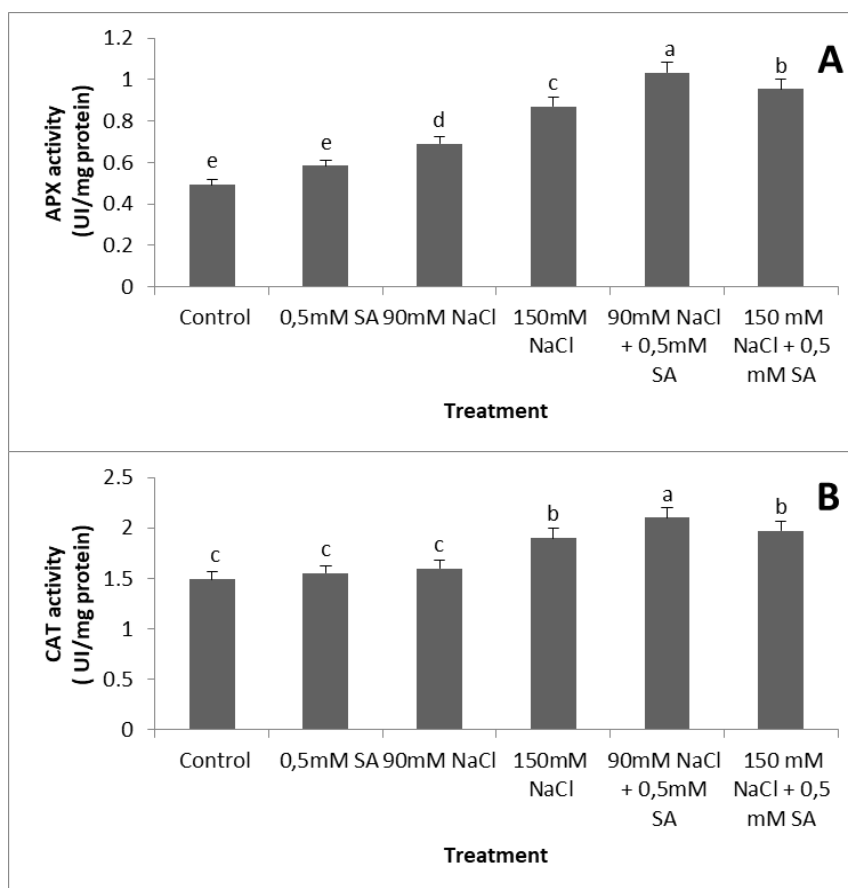 A
APX activity
(UI/mg protein)
1.2
1
0.8
0.6
0.4
0.2
0
e
e
d
c
a
b
Control
0,5mM SA
90mM NaCl
150mM
NaCl
90mM NaCl
+ 0,5mM
SA
150 mM
NaCl + 0,5
mM SA
Treatment
B
CAT activity
( UI/mg protein)
2.5
2
1.5
1
0.5
0
c
c
c
b
a
b
Control
0,5mM SA
90mM NaCl
150mM
NaCl
90mM NaCl
+ 0,5mM
SA
150 mM
NaCl + 0,5
mM SA
Treatment